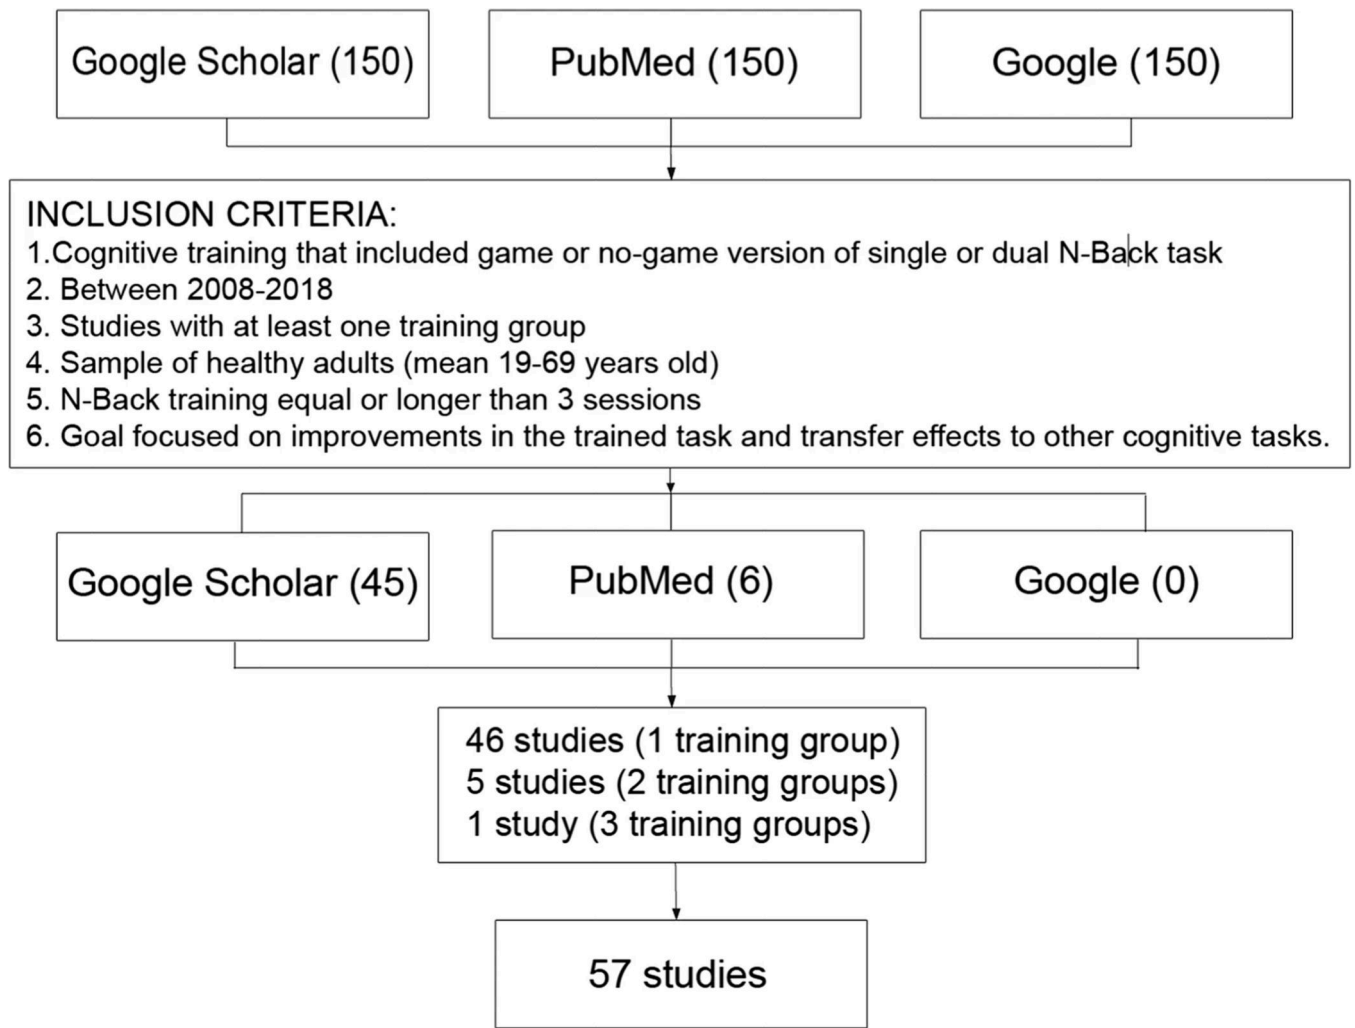 Google Scholar (150)
PubMed (150)
Google (150)
INCLUSION CRITERIA:
1.Cognitive training that included game or no-game version of single or dual N-Back task
2. Between 2008-2018
3. Studies with at least one training group
4. Sample of healthy adults (mean 19-69 years old)
5. N-Back training equal or longer than 3 sessions
6. Goal focused on improvements in the trained task and transfer effects to other cognitive tasks.
Google Scholar (45)
PubMed (6)
Google (0)
46 studies (1 training group)
5 studies (2 training groups)
1 study (3 training groups)
57 studies